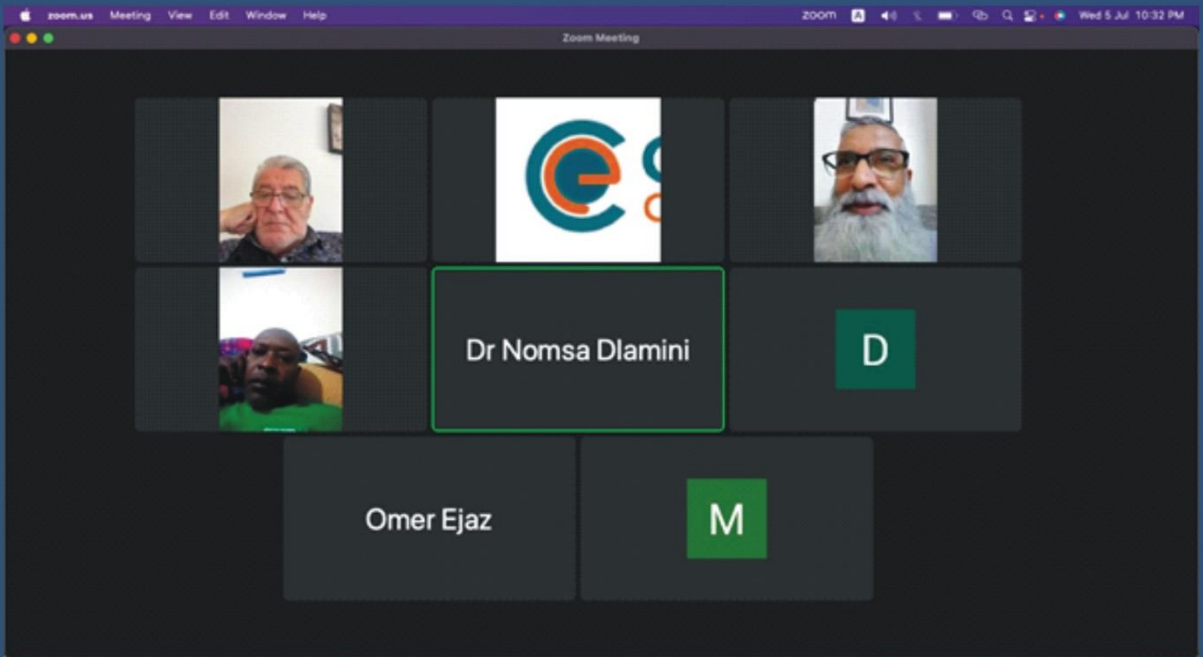 zoom.us Meeting View Edit Window Help zoom A Wed 5 Jul 10:32 PM
Zoom Meeting
Dr Nomsa Dlamini
D
Omer Ejaz
M